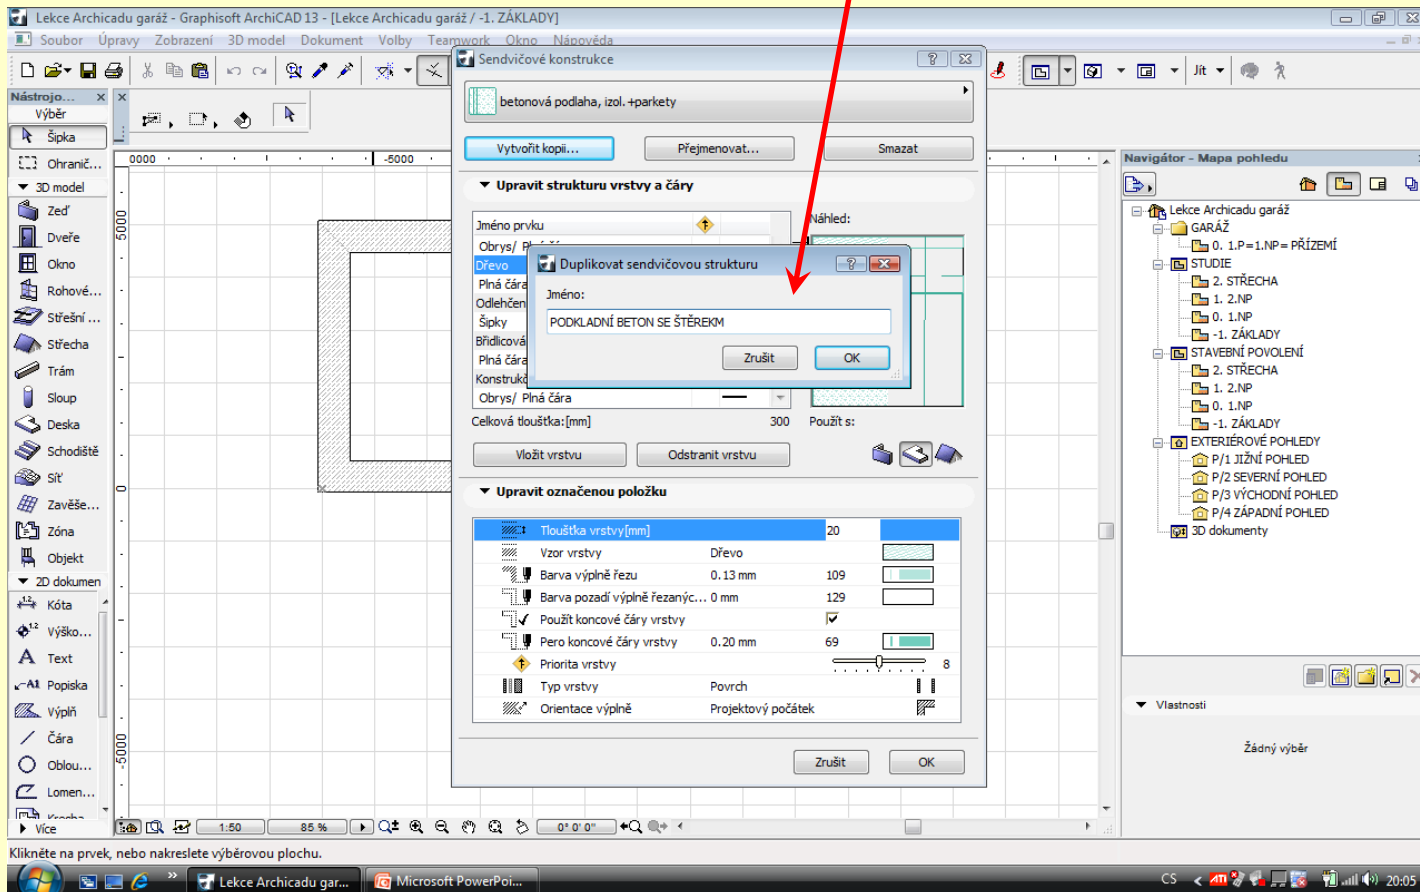 Lekce Archicadu garáž - Graphisoft ArchiCAD 13 - [Lekce Archicadu garáž / -1. ZÁKLADY]
Soubor Úpravy Zobrazení 3D model Dokument Volby Teamwork Okno Nápověda
Jít
Nástrojo...
Výběr
Šipka
Ohranič...
3D model
Zeď
Dveře
Okno
Rohové...
Střešní ...
Střecha
Trám
Sloup
Deska
Schodiště
Síť
Zavěše...
Zóna
Objekt
2D dokumen
Kóta
Výško...
Text
Popiska
Výplň
Čára
Oblou...
Lomen...
Více
0000
-5000
5000
0
-5000
Sendvičové konstrukce
betonová podlaha, izol.+parkety
Vytvořit kopii...
Přejmenovat...
Smazat
Upravit strukturu vrstvy a čáry
Jméno prvku
Náhled:
Dřevo
Plná čára
Odlehčen
Šipky
Břidlicová
Plná čára
Konstrukč
Obrys/ Plná čára
Celková tloušťka:[mm] 300
Použít s:
Vložit vrstvu
Odstranit vrstvu
Duplikovat sendvičovou strukturu
Jméno:
PODKLADNÍ BETON SE ŠTĚREKM
Zrušit
OK
Upravit označenou položku
Tloušťka vrstvy[mm] 20
Vzor vrstvy Dřevo
Barva výplně řezu 0.13 mm 109
Barva pozadí výplně řezanýc... 0 mm 129
Použít koncové čáry vrstvy
Pero koncové čáry vrstvy 0.20 mm 69
Priorita vrstvy 8
Typ vrstvy Povrch
Orientace výplně Projektový počátek
Zrušit
OK
Navigátor - Mapa pohledu
Lekce Archicadu garáž
GARÁŽ
0. 1.P=1.NP= PŘÍZEMÍ
STUDIE
2. STŘECHA
1. 2.NP
0. 1.NP
-1. ZÁKLADY
STAVEBNÍ POVOLENÍ
2. STŘECHA
1. 2.NP
0. 1.NP
-1. ZÁKLADY
EXTERIÉROVÉ POHLEDY
P/1 JIŽNÍ POHLED
P/2 SEVERNÍ POHLED
P/3 VÝCHODNÍ POHLED
P/4 ZÁPADNÍ POHLED
3D dokumenty
Vlastnosti
Žádný výběr
1:50
85 %
0° 0' 0"
Klikněte na prvek, nebo nakreslete výběrovou plochu.
Lekce Archicadu gar...
Microsoft PowerPoi...
CS
ATI
20:05